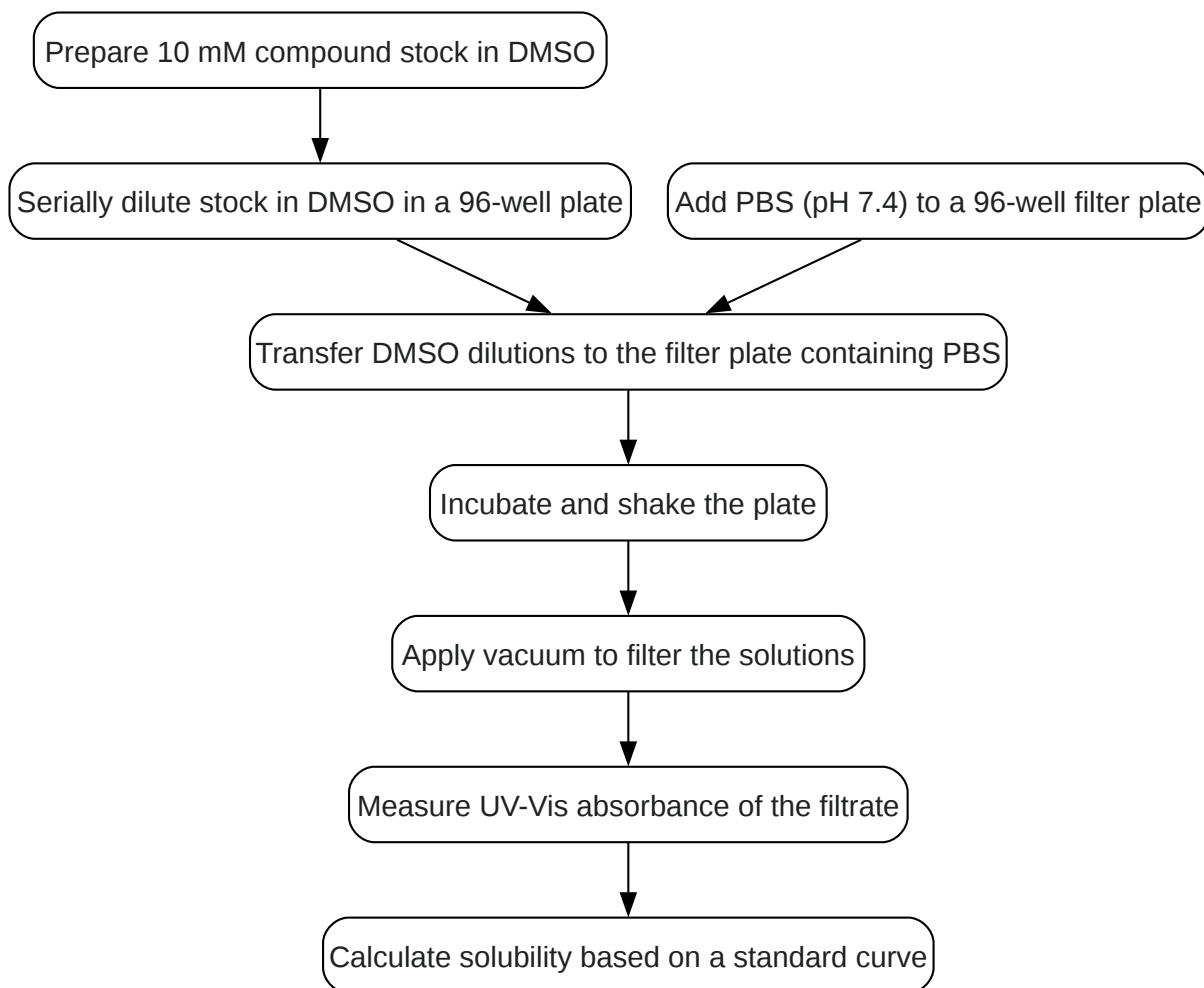 Prepare 10 mM compound stock in DMSO
Serially dilute stock in DMSO in a 96-well plate
Add PBS (pH 7.4) to a 96-well filter plate
Transfer DMSO dilutions to the filter plate containing PBS
Incubate and shake the plate
Apply vacuum to filter the solutions
Measure UV-Vis absorbance of the filtrate
Calculate solubility based on a standard curve